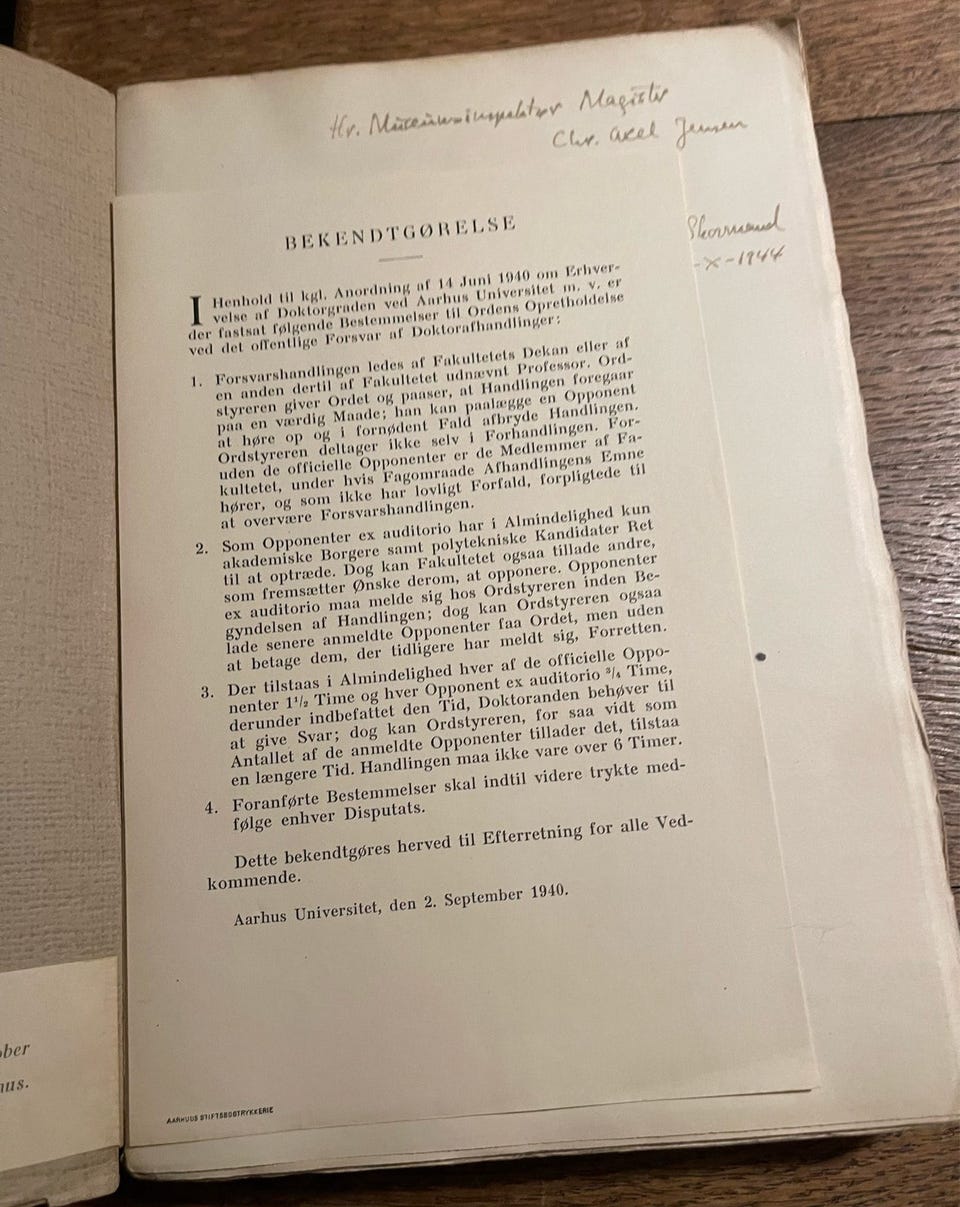 Hr. Museumsinspektør Magister
Chr. Axel Jensen
Skovmand
-X-1944
BEKENDTGØRELSE
I Henhold til kgl. Anordning af 14 Juni 1940 om Erhver-
velse af Doktorgraden ved Aarhus Universitet m. v. er
der fastsat følgende Bestemmelser til Ordens Opretholdelse
ved det offentlige Forsvar af Doktorafhandlinger:
1. Forsvarshandlingen ledes af Fakultetets Dekan eller af
en anden dertil af Fakultetet udnævnt Professor. Ord-
styreren giver Ordet og paaser, at Handlingen foregaar
paa en værdig Maade; han kan paalægge en Opponent
at høre op og i fornødent Fald afbryde Handlingen.
Ordstyreren deltager ikke selv i Forhandlingen. For-
uden de officielle Opponenter er de Medlemmer af Fa-
kultetet, under hvis Fagomraade Afhandlingens Emne
hører, og som ikke har lovligt Forfald, forpligtede til
at overvære Forsvarshandlingen.
2. Som Opponenter ex auditorio har i Almindelighed kun
akademiske Borgere samt polytekniske Kandidater Ret
til at optræde. Dog kan Fakultetet ogsaa tillade andre,
som fremsætter Ønske derom, at opponere. Opponenter
ex auditorio maa melde sig hos Ordstyreren inden Be-
gyndelsen af Handlingen; dog kan Ordstyreren ogsaa
lade senere anmeldte Opponenter faa Ordet, men uden
at betage dem, der tidligere har meldt sig, Forretten.
3. Der tilstaas i Almindelighed hver af de officielle Oppo-
nenter 1½ Time og hver Opponent ex auditorio ¾ Time,
derunder indbefattet den Tid, Doktoranden behøver til
at give Svar; dog kan Ordstyreren, for saa vidt som
Antallet af de anmeldte Opponenter tillader det, tilstaa
en længere Tid. Handlingen maa ikke vare over 6 Timer.
4. Foranførte Bestemmelser skal indtil videre trykte med-
følge enhver Disputats.
Dette bekendtgøres herved til Efterretning for alle Ved-
kommende.
Aarhus Universitet, den 2. September 1940.
AARHUUS STIFTSBOGTRYKKERIE